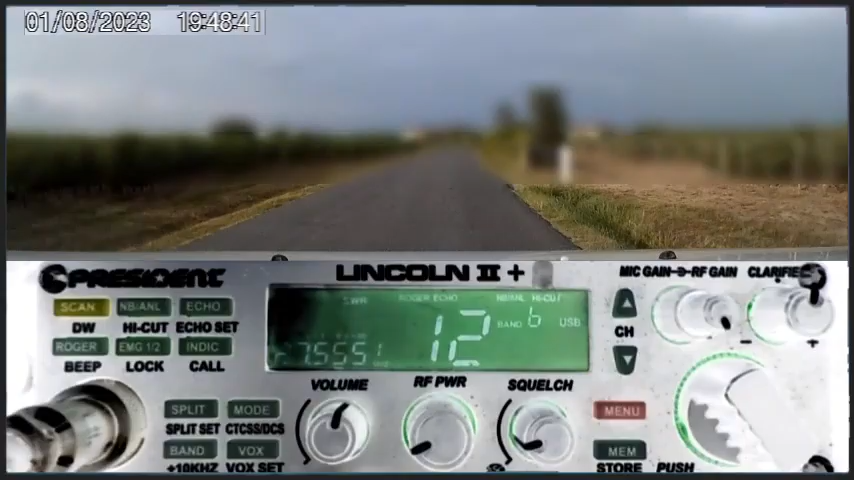 01/08/2023 19:48:41
PRESIDENT LINCOLN II +
MIC GAIN RF GAIN CLARIFIER
SCAN NB/ANL ECHO
DW HI-CUT ECHO SET
ROGER EMG 1/2 INDIC
BEEP LOCK CALL
SWR ROGER ECHO NB/ANL HI-CUT
12 BAND b USB
CH
VOLUME RF PWR SQUELCH
SPLIT MODE
SPLIT SET CTCSS/DCS
BAND VOX
+10KHZ VOX SET
MENU
MEM
STORE PUSH
- +